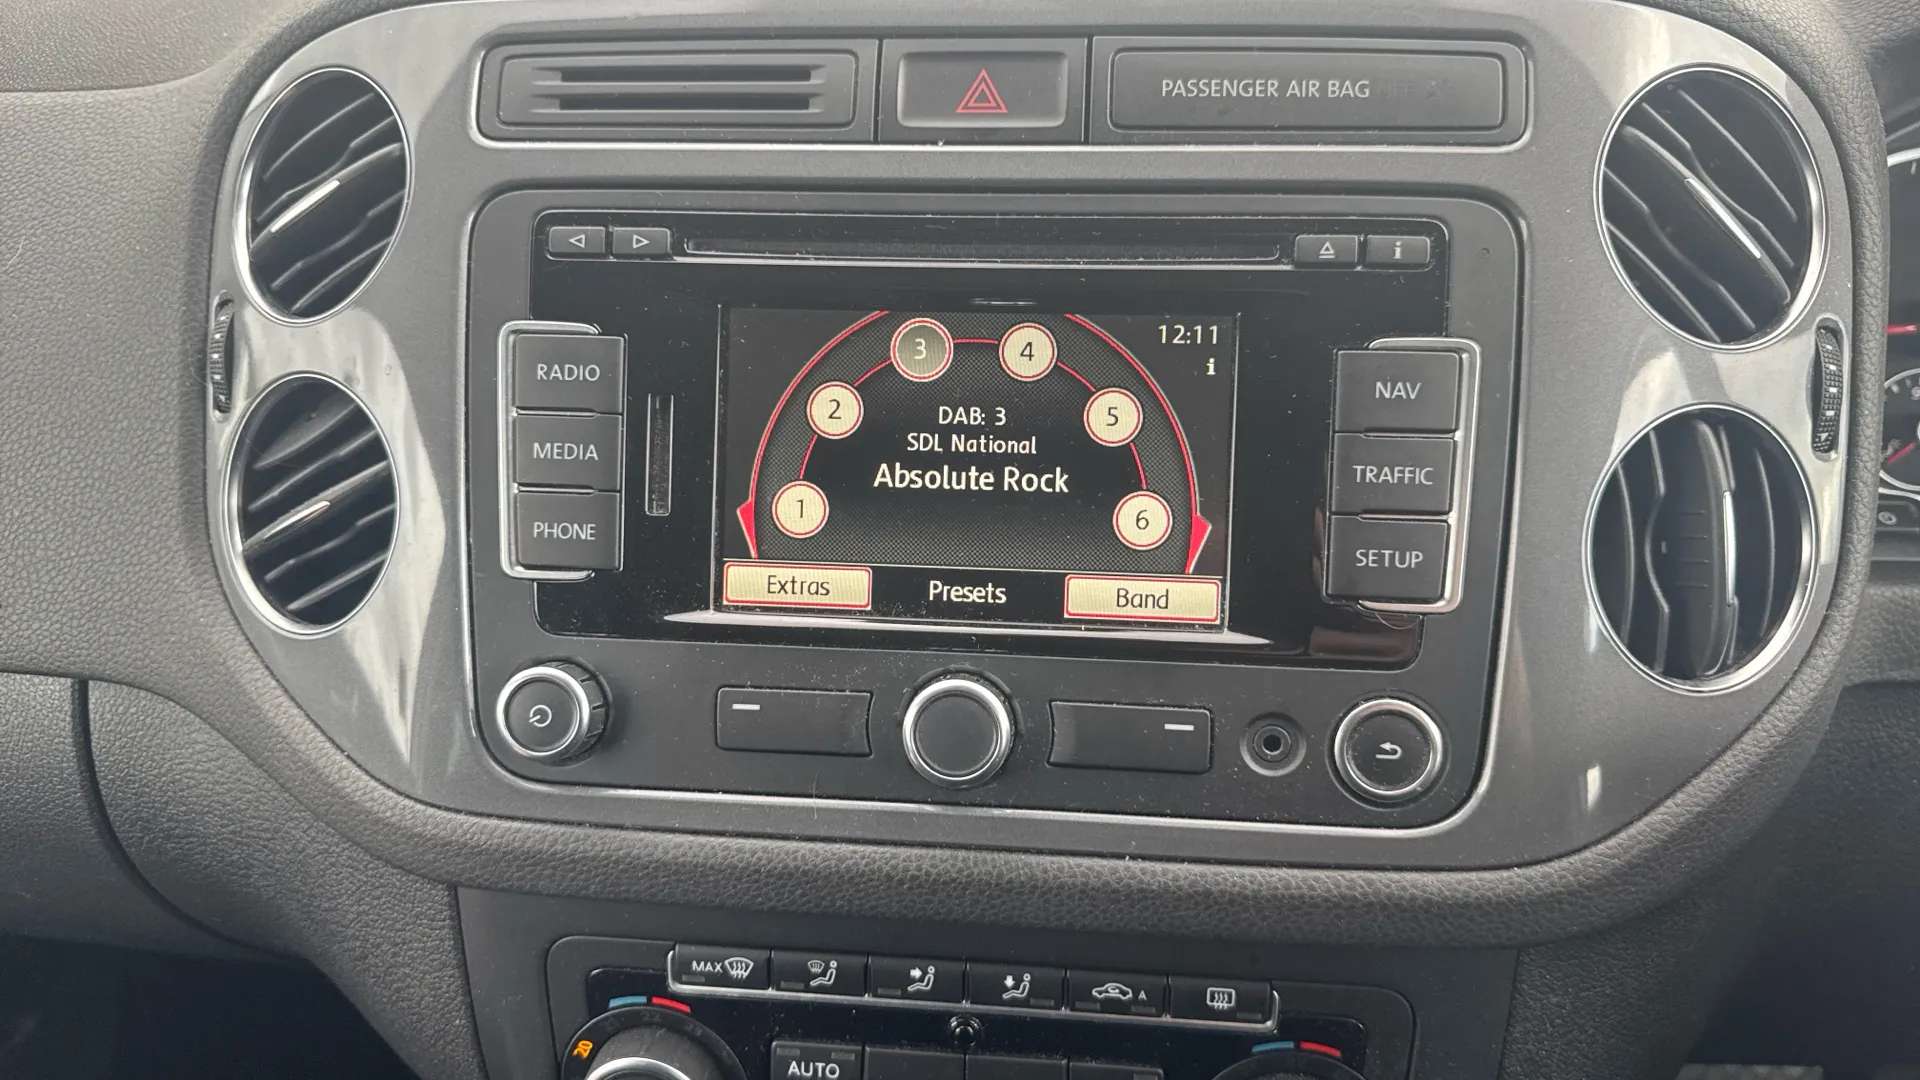 PASSENGER AIR BAG
i
RADIO
MEDIA
PHONE
12:11
i
3
4
2
5
1
6
DAB: 3
SDL National
Absolute Rock
Extras
Presets
Band
NAV
TRAFFIC
SETUP
MAX
A
20
AUTO